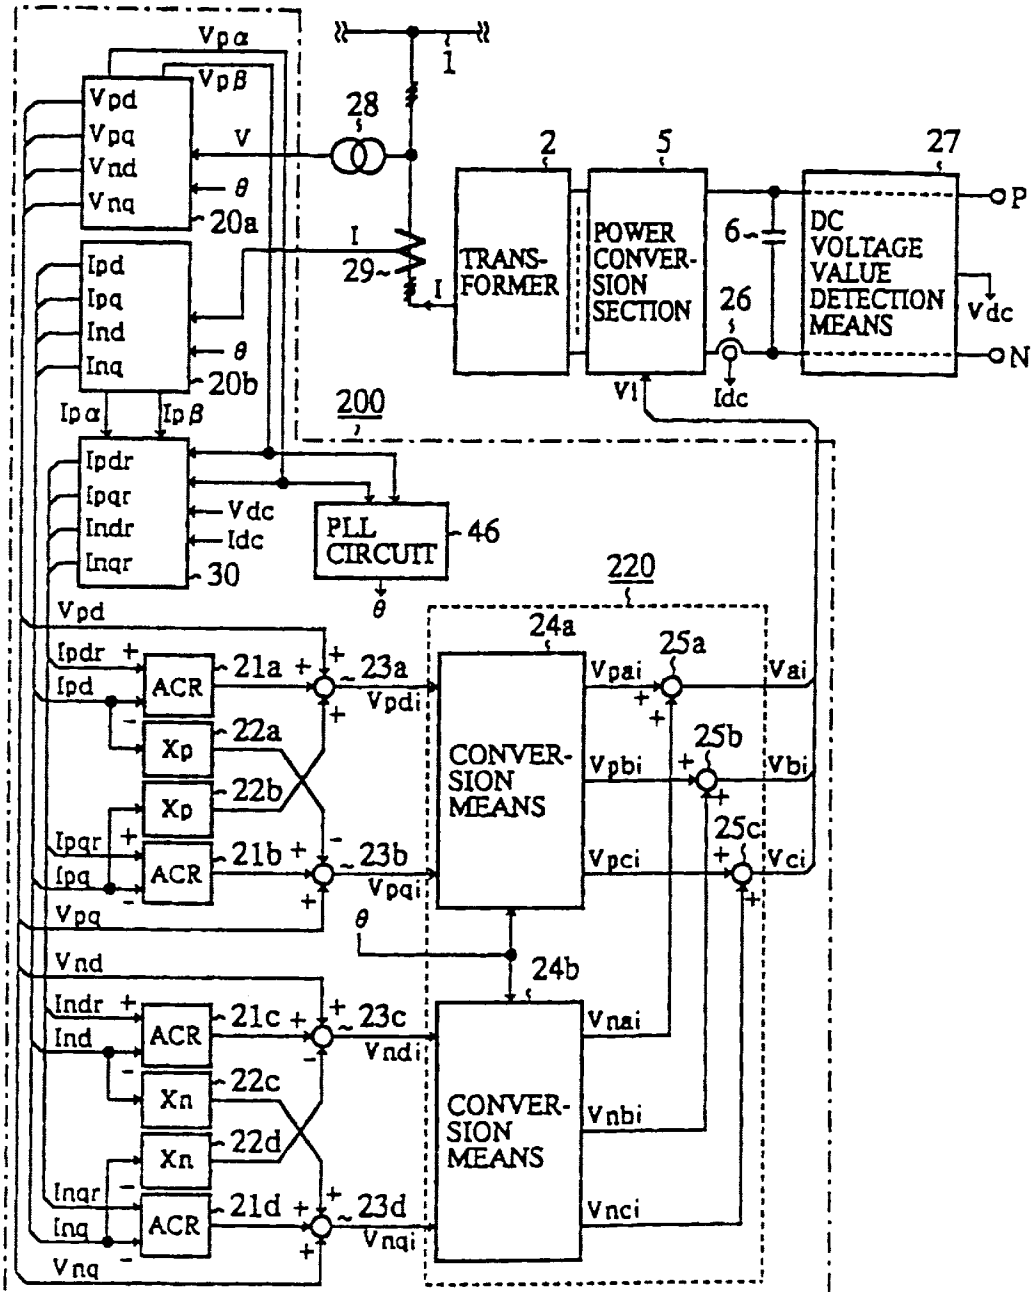 Vpα
Vpβ
1
Vpd
Vpq
Vnd
Vnq
V
θ
20a
28
2
5
27
P
I
29
I
TRANS-
FORMER
POWER
CONVER-
SION
SECTION
6
26
Idc
DC
VOLTAGE
VALUE
DETECTION
MEANS
Vdc
N
Ipd
Ipq
Ind
Inq
θ
20b
Ipα
Ipβ
200
VI
Ipdr
Ipqr
Indr
Inqr
Vdc
Idc
30
PLL
CIRCUIT
46
θ
220
Vpd
Ipdr
+
Ipd
-
ACR
21a
+
+
+
23a
Vpdi
Xp
22a
Xp
22b
Ipqr
+
Ipq
-
ACR
21b
+
-
+
23b
Vpqi
Vpq
θ
24a
CONVER-
SION
MEANS
Vpai
+
+
25a
Vai
Vpbi
+
+
25b
Vbi
Vpci
+
+
25c
Vci
Vnd
Indr
+
Ind
-
ACR
21c
+
+
-
23c
Vndi
Xn
22c
-
Xn
22d
Inqr
+
Inq
-
ACR
21d
+
+
+
23d
Vnqi
Vnq
24b
CONVER-
SION
MEANS
Vnai
Vnbi
Vnci